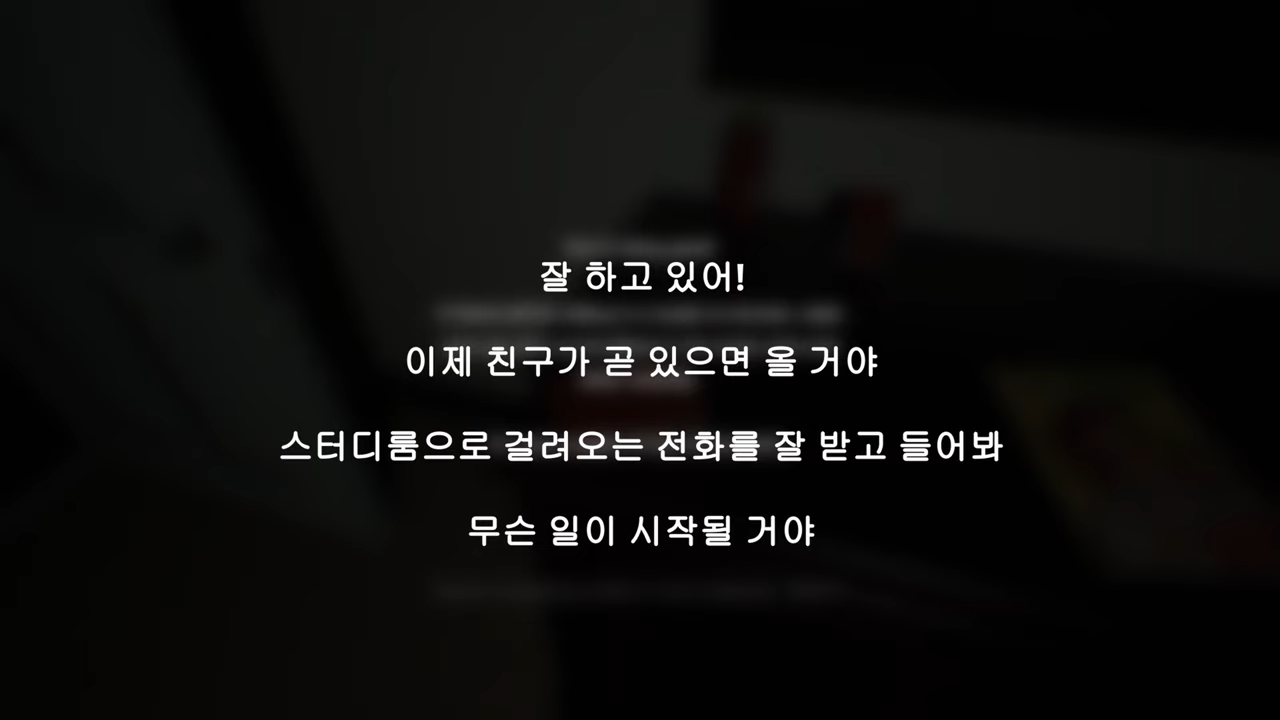 잘 하고 있어!
이제 친구가 곧 있으면 올 거야
스터디룸으로 걸려오는 전화를 잘 받고 들어봐
무슨 일이 시작될 거야